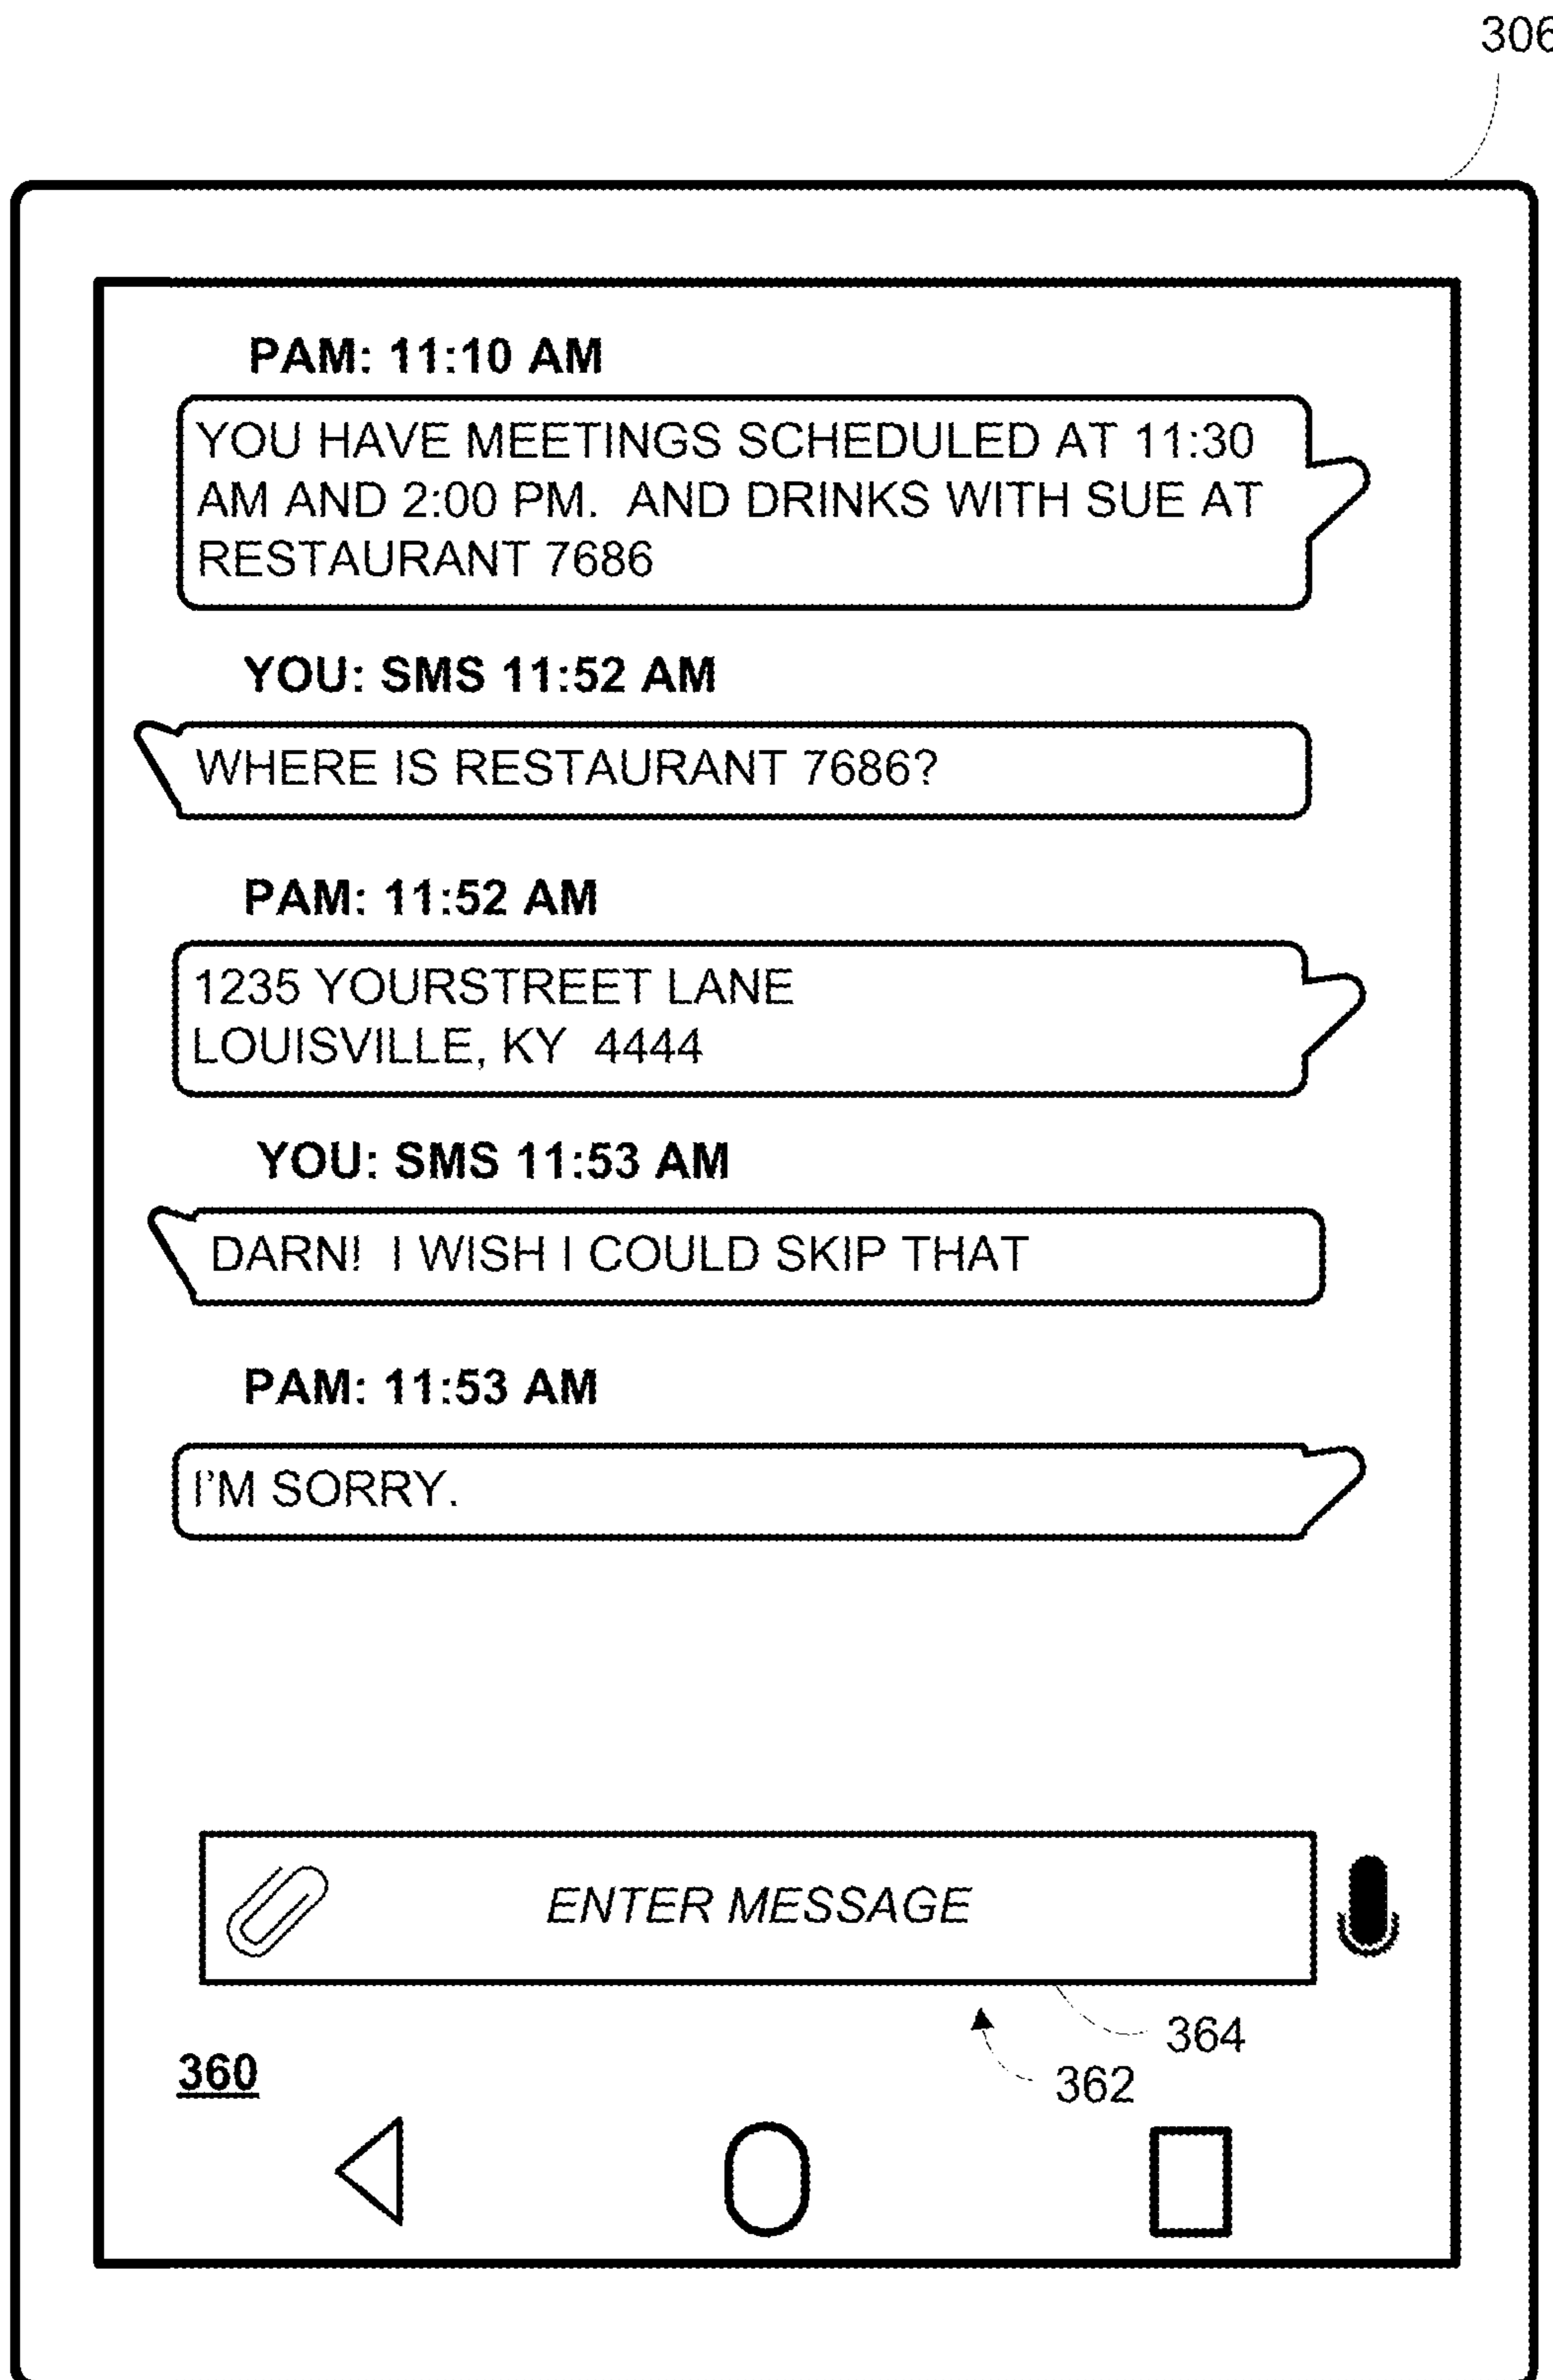 306
PAM: 11:10 AM
YOU HAVE MEETINGS SCHEDULED AT 11:30
AM AND 2:00 PM.  AND DRINKS WITH SUE AT
RESTAURANT 7686
YOU: SMS 11:52 AM
WHERE IS RESTAURANT 7686?
PAM: 11:52 AM
1235 YOURSTREET LANE
LOUISVILLE, KY  4444
YOU: SMS 11:53 AM
DARN!  I WISH I COULD SKIP THAT
PAM: 11:53 AM
I'M SORRY.
ENTER MESSAGE
364
360
362